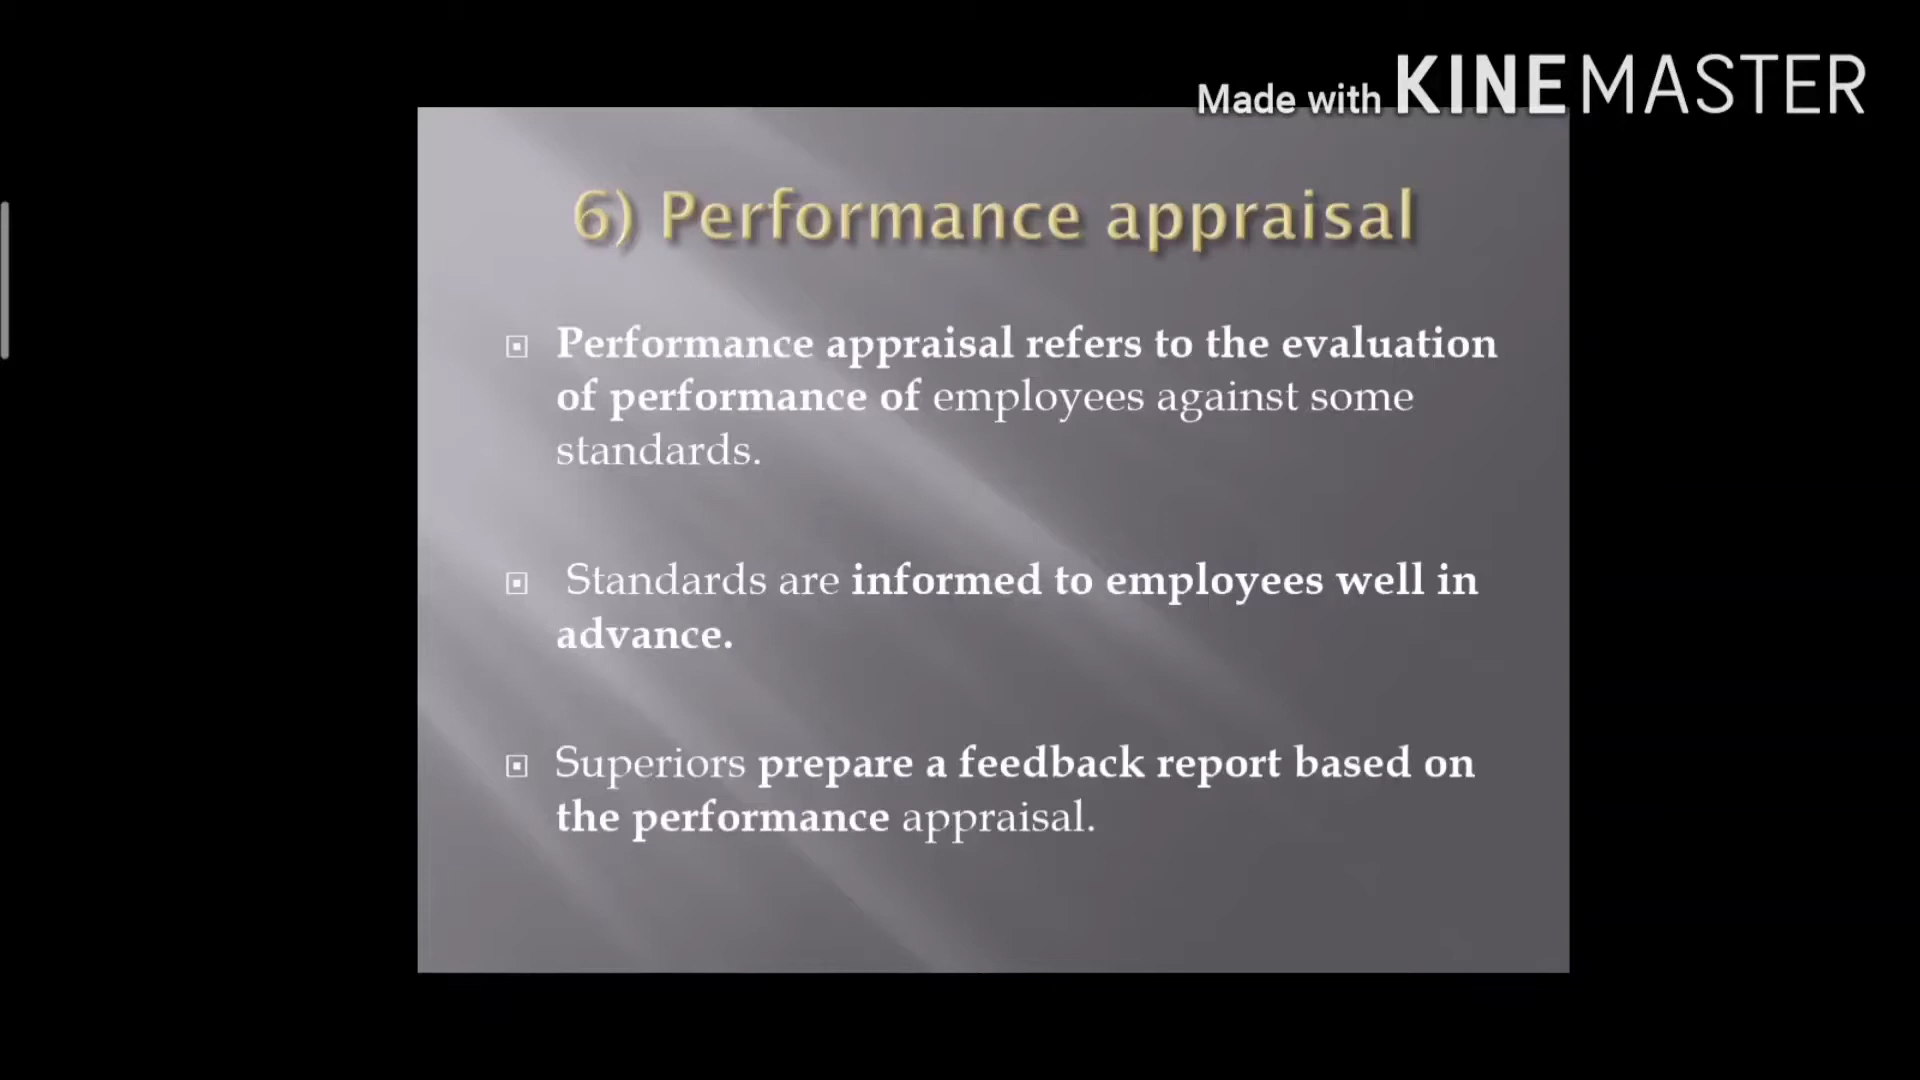 Made with KINEMASTER
6) Performance appraisal
Performance appraisal refers to the evaluation
of performance of employees against some
standards.
Standards are informed to employees well in
advance.
Superiors prepare a feedback report based on
the performance appraisal.